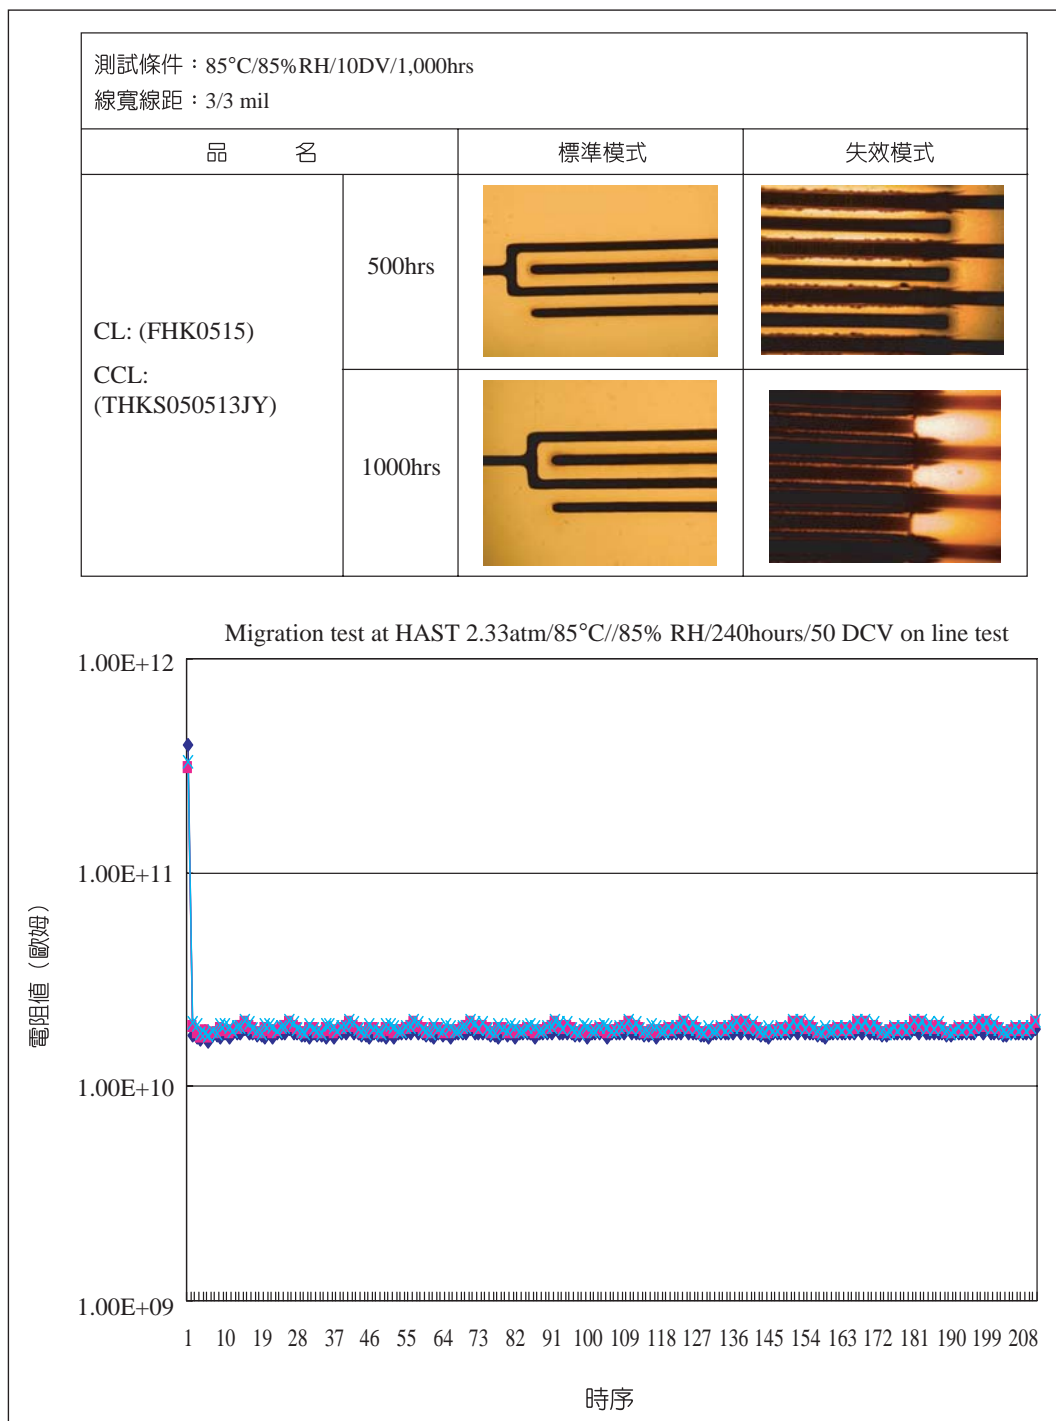 測試條件：85°C/85%RH/10DV/1,000hrs
線寬線距：3/3 mil
品 名
標準模式
失效模式
CL: (FHK0515)
CCL:
(THKS050513JY)
500hrs
1000hrs
Migration test at HAST 2.33atm/85°C//85% RH/240hours/50 DCV on line test
1.00E+12
1.00E+11
1.00E+10
1.00E+09
電阻值（歐姆）
1 10 19 28 37 46 55 64 73 82 91 100 109 118 127 136 145 154 163 172 181 190 199 208
時序